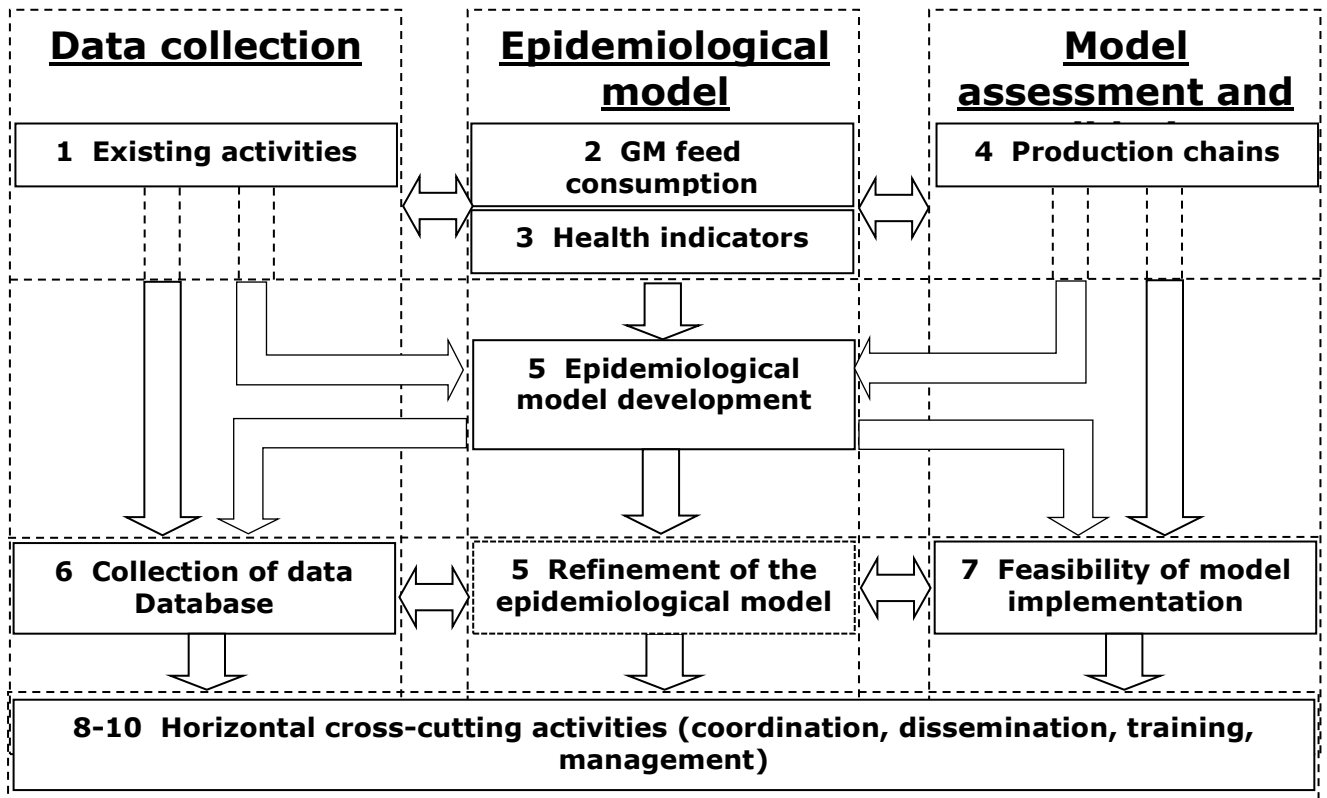 Data collection
Epidemiological
model
Model
assessment and
1 Existing activities
2 GM feed
consumption
3 Health indicators
4 Production chains
5 Epidemiological
model development
6 Collection of data
Database
5 Refinement of the
epidemiological model
7 Feasibility of model
implementation
8-10 Horizontal cross-cutting activities (coordination, dissemination, training,
management)